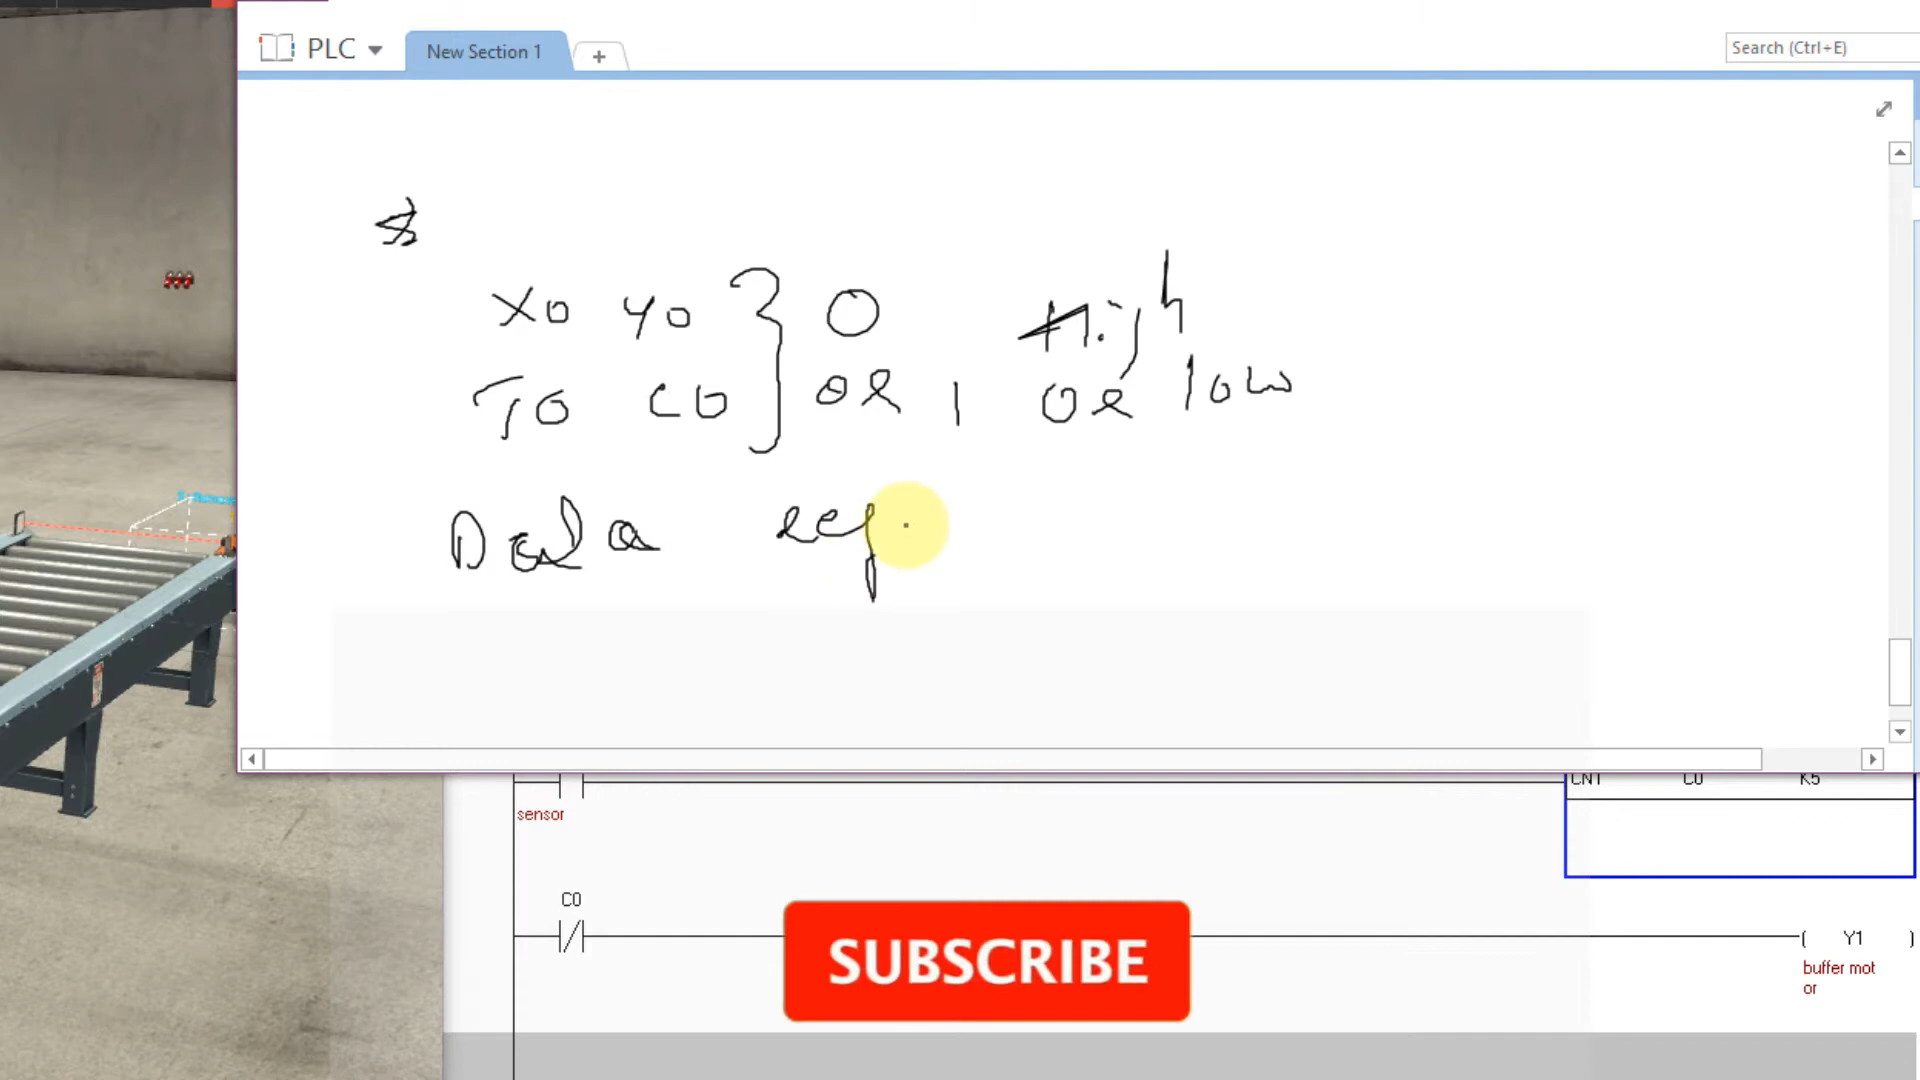 PLC
New Section 1
+
Search (Ctrl+E)
X0 Y0 } 0 High
T0 C0 } OR 1 OR low
Data reg
CNT C0 K5
sensor
C0
SUBSCRIBE
( Y1 )
buffer mot
or